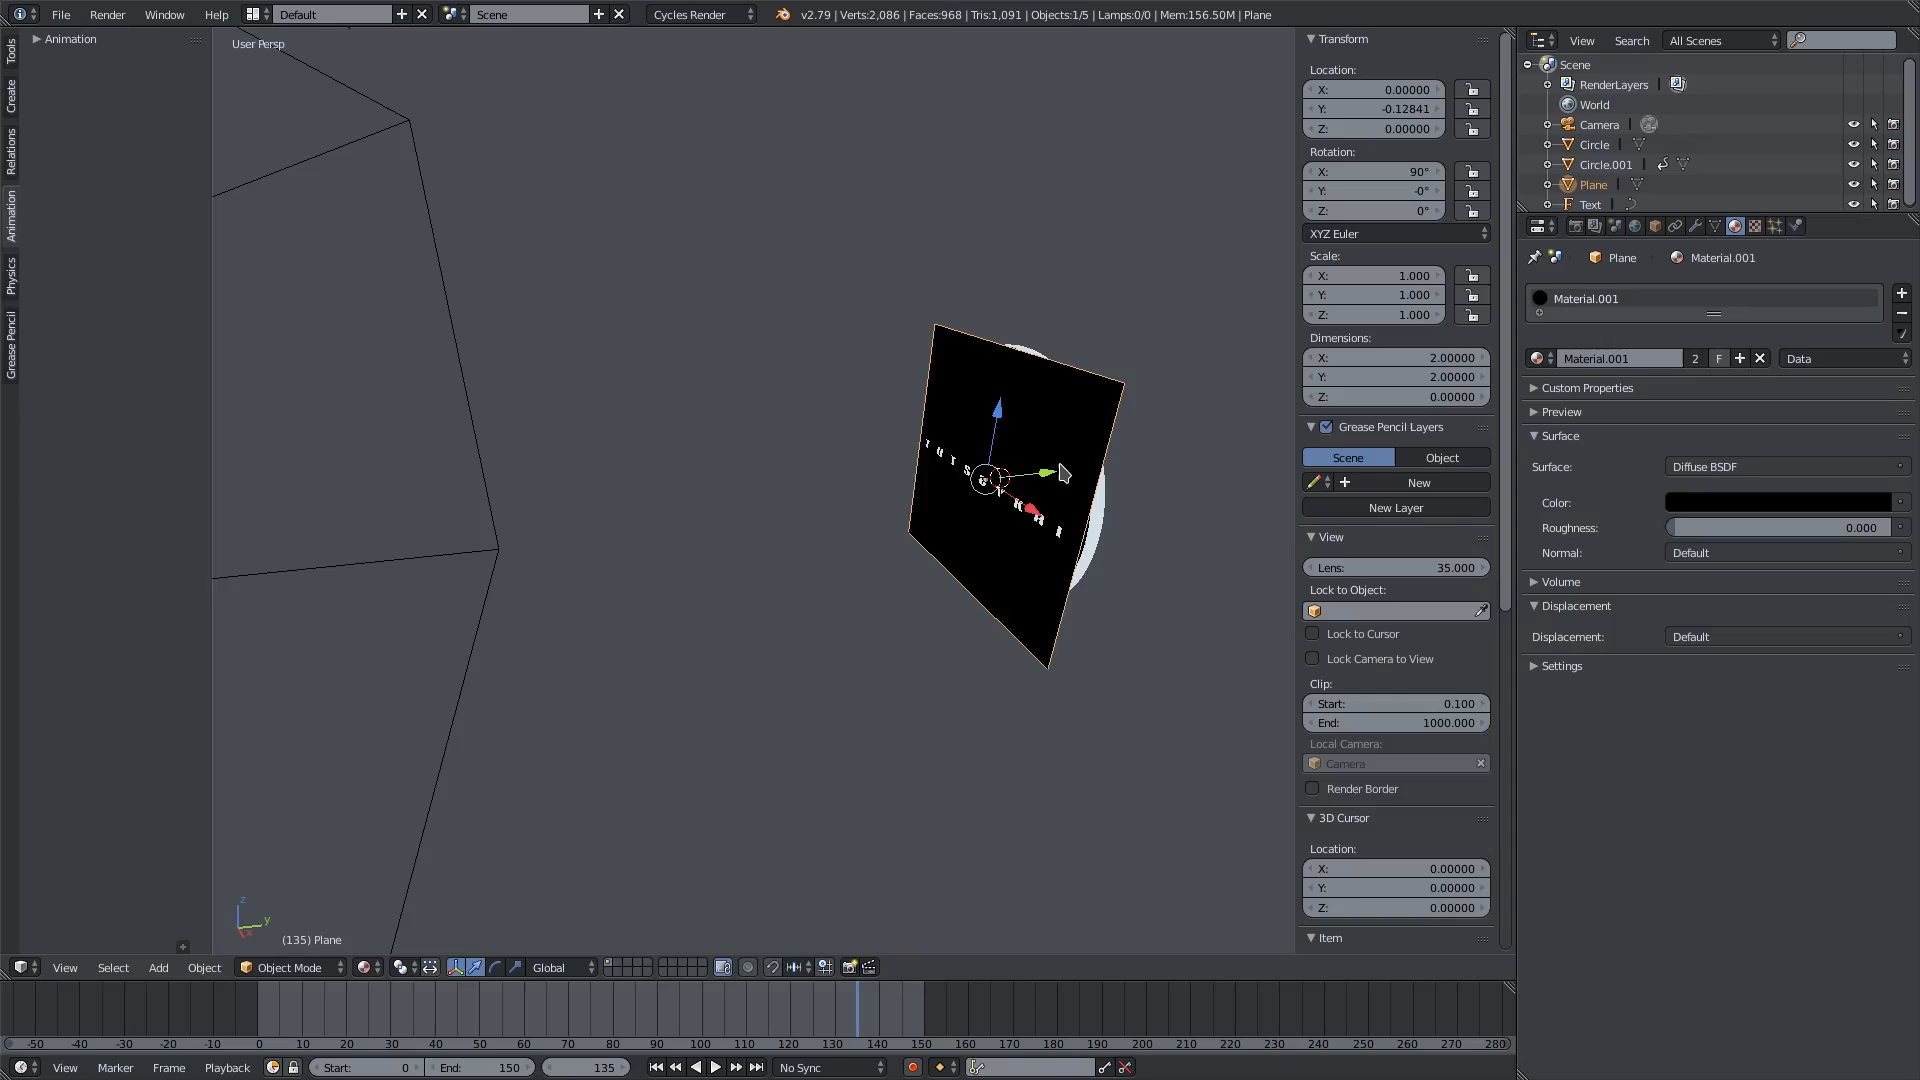 File Render Window Help Default Scene Cycles Render v2.79 | Verts:2,086 | Faces:968 | Tris:1,091 | Objects:1/5 | Lamps:0/0 | Mem:156.50M | Plane
Tools
Create
Relations
Animation
Physics
Grease Pencil
Animation
User Persp
(135) Plane
z
y
x
Transform
Location:
X: 0.00000
Y: -0.12841
Z: 0.00000
Rotation:
X: 90°
Y: -0°
Z: 0°
XYZ Euler
Scale:
X: 1.000
Y: 1.000
Z: 1.000
Dimensions:
X: 2.00000
Y: 2.00000
Z: 0.00000
Grease Pencil Layers
Scene Object
New
New Layer
View
Lens: 35.000
Lock to Object:
Lock to Cursor
Lock Camera to View
Clip:
Start: 0.100
End: 1000.000
Local Camera:
Camera
Render Border
3D Cursor
Location:
X: 0.00000
Y: 0.00000
Z: 0.00000
Item
View Search All Scenes
Scene
RenderLayers
World
Camera
Circle
Circle.001
Plane
Text
Plane Material.001
Material.001
Material.001 2 F Data
Custom Properties
Preview
Surface
Surface: Diffuse BSDF
Color:
Roughness: 0.000
Normal: Default
Volume
Displacement
Displacement: Default
Settings
View Select Add Object Object Mode Global
-50 -40 -30 -20 -10 0 10 20 30 40 50 60 70 80 90 100 110 120 130 140 150 160 170 180 190 200 210 220 230 240 250 260 270 280
View Marker Frame Playback Start: 0 End: 150 135 No Sync